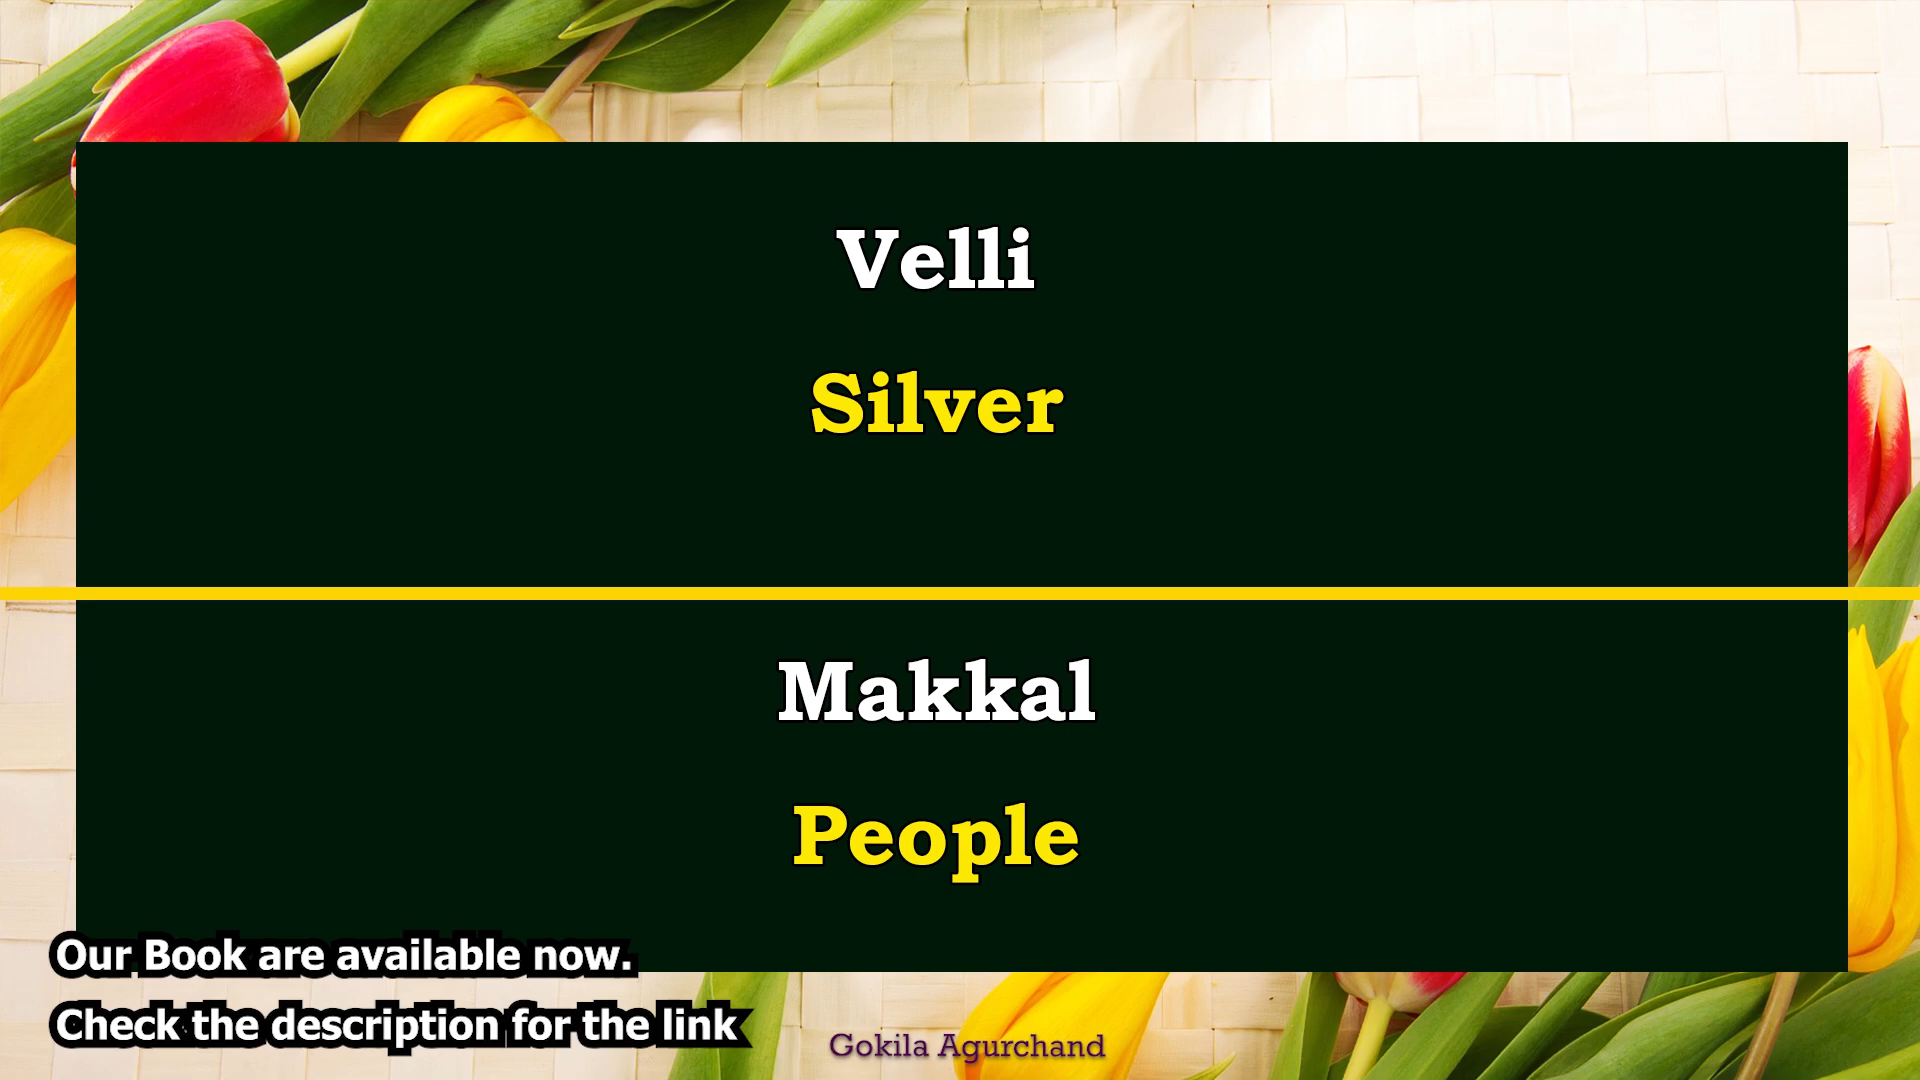 Velli
Silver
Makkal
People
Our Book are available now.
Check the description for the link
Gokila Agurchand